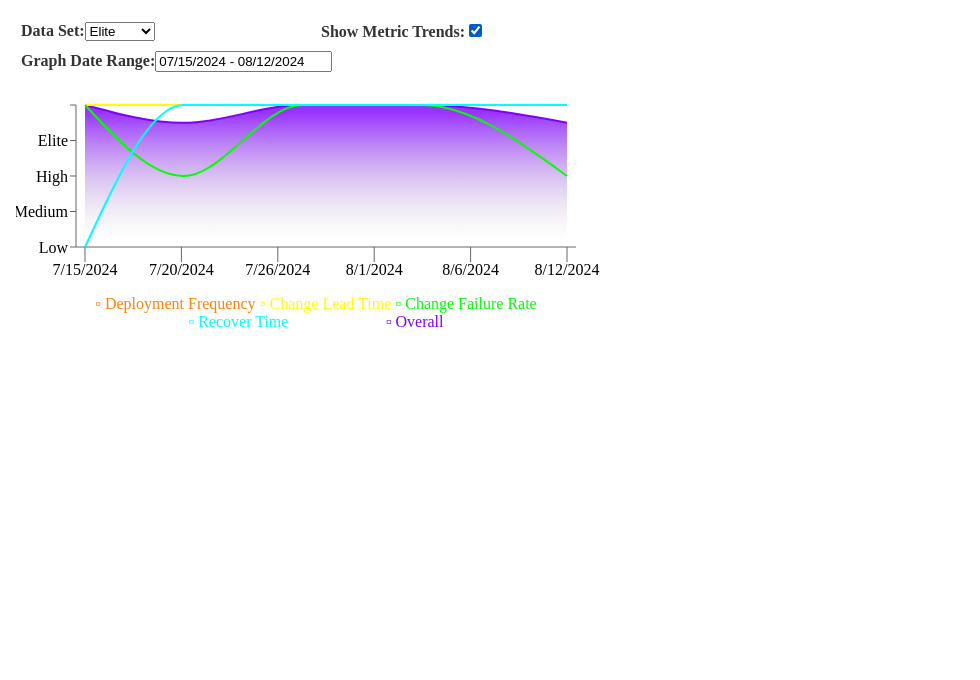 Data Set: Elite Show Metric Trends:
Graph Date Range: 07/15/2024 - 08/12/2024
Elite
High
Medium
Low
7/15/2024 7/20/2024 7/26/2024 8/1/2024 8/6/2024 8/12/2024
▫ Deployment Frequency ▫ Change Lead Time ▫ Change Failure Rate
▫ Recover Time ▫ Overall